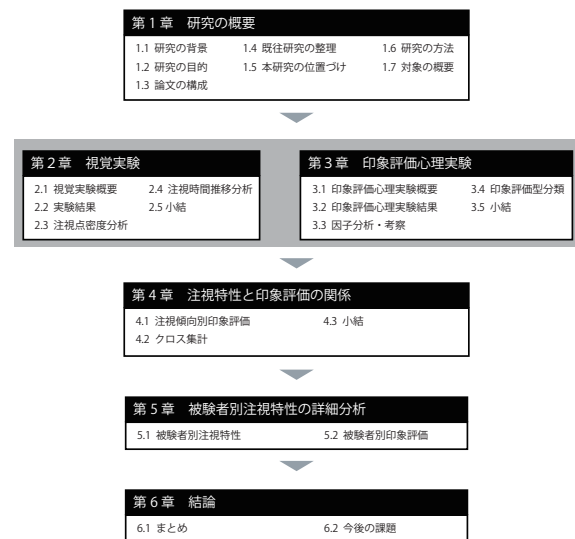 第1章 研究の概要
1.1 研究の背景 1.4 既往研究の整理 1.6 研究の方法
1.2 研究の目的 1.5 本研究の位置づけ 1.7 対象の概要
1.3 論文の構成
第2章 視覚実験
2.1 視覚実験概要 2.4 注視時間推移分析
2.2 実験結果 2.5 小結
2.3 注視点密度分析
第3章 印象評価心理実験
3.1 印象評価心理実験概要 3.4 印象評価型分類
3.2 印象評価心理実験結果 3.5 小結
3.3 因子分析・考察
第4章 注視特性と印象評価の関係
4.1 注視傾向別印象評価 4.3 小結
4.2 クロス集計
第5章 被験者別注視特性の詳細分析
5.1 被験者別注視特性 5.2 被験者別印象評価
第6章 結論
6.1 まとめ 6.2 今後の課題